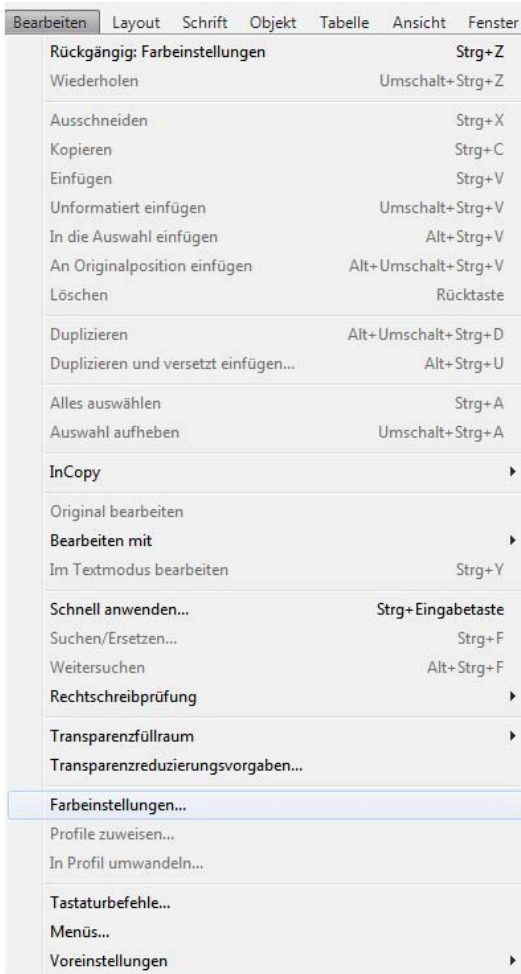 Bearbeiten Layout Schrift Objekt Tabelle Ansicht Fenster
Rückgängig: Farbeinstellungen Strg+Z
Wiederholen Umschalt+Strg+Z
Ausschneiden Strg+X
Kopieren Strg+C
Einfügen Strg+V
Unformatiert einfügen Umschalt+Strg+V
In die Auswahl einfügen Alt+Strg+V
An Originalposition einfügen Alt+Umschalt+Strg+V
Löschen Rücktaste
Duplizieren Alt+Umschalt+Strg+D
Duplizieren und versetzt einfügen... Alt+Strg+U
Alles auswählen Strg+A
Auswahl aufheben Umschalt+Strg+A
InCopy
Original bearbeiten
Bearbeiten mit
Im Textmodus bearbeiten Strg+Y
Schnell anwenden... Strg+Eingabetaste
Suchen/Ersetzen... Strg+F
Weitersuchen Alt+Strg+F
Rechtschreibprüfung
Transparenzfüllraum
Transparenzreduzierungsvorgaben...
Farbeinstellungen...
Profile zuweisen...
In Profil umwandeln...
Tastaturbefehle...
Menüs...
Voreinstellungen